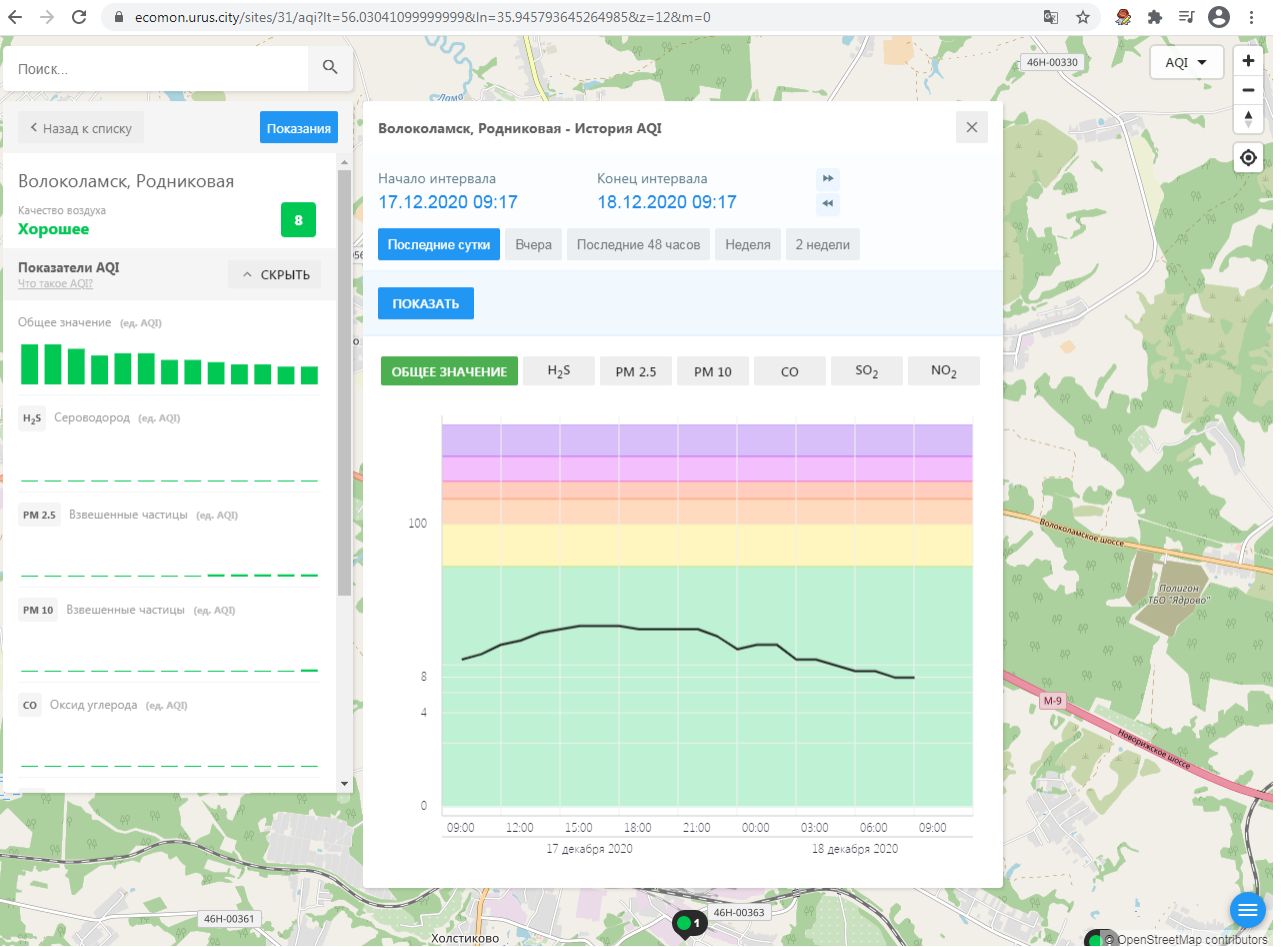 ecomon.urus.city/sites/31/aqi?lt=56.03041099999999&ln=35.945793645264985&z=12&m=0
Поиск...
Лама
46Н-00330
AQI
Назад к списку
Показания
Волоколамск, Родниковая - История AQI
Волоколамск, Родниковая
Качество воздуха
Хорошее
8
Начало интервала
Конец интервала
17.12.2020 09:17
18.12.2020 09:17
Последние сутки
Вчера
Последние 48 часов
Неделя
2 недели
Показатели AQI
Что такое AQI?
СКРЫТЬ
ПОКАЗАТЬ
Общее значение (ед. AQI)
ОБЩЕЕ ЗНАЧЕНИЕ
H2S
PM 2.5
PM 10
CO
SO2
NO2
H2S Сероводород (ед. AQI)
PM 2.5 Взвешенные частицы (ед. AQI)
PM 10 Взвешенные частицы (ед. AQI)
CO Оксид углерода (ед. AQI)
100
8
4
0
09:00 12:00 15:00 18:00 21:00 00:00 03:00 06:00 09:00
17 декабря 2020
18 декабря 2020
Волоколамское шоссе
Полигон
ТБО "Ядрово"
М-9
Новорижское шоссе
46Н-00361
46Н-00363
1
Холстиково
© OpenStreetMap contributors